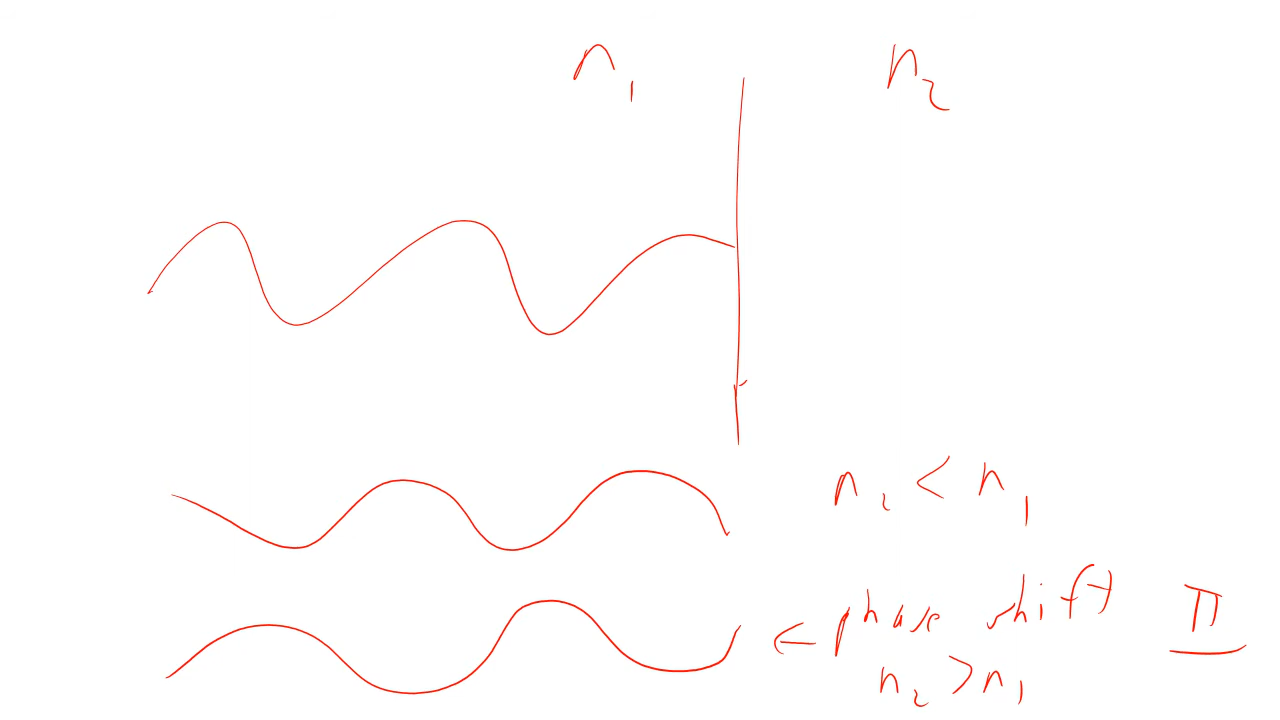 n₁ n₂
n₂ < n₁
← phase shift π
n₂ > n₁